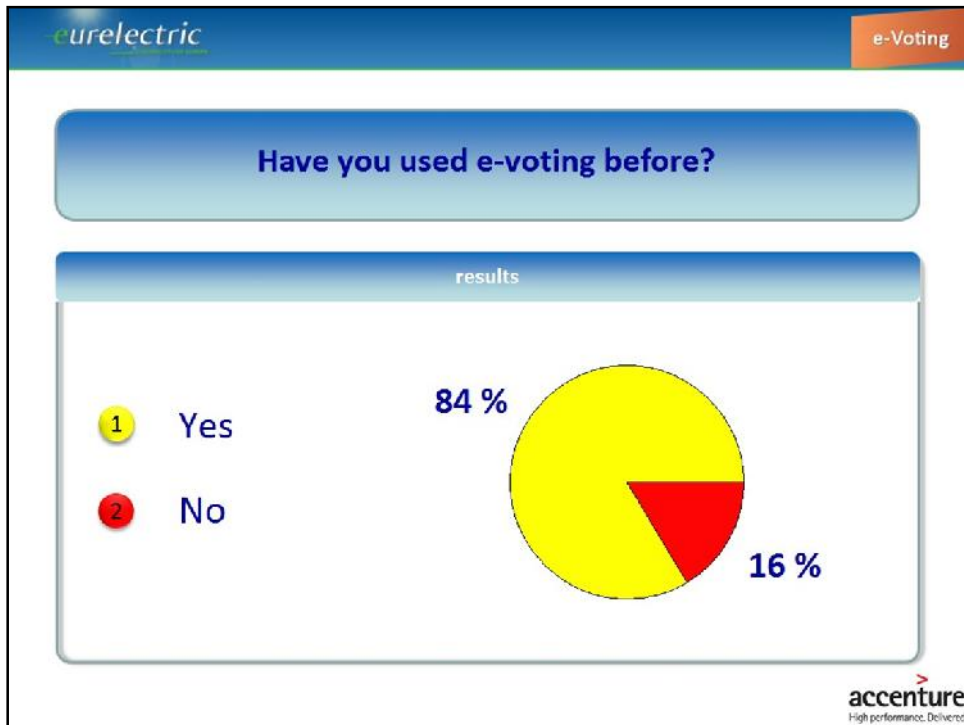 eurelectric
e-Voting
Have you used e-voting before?
results
84 %
1 Yes
2 No
16 %
accenture
High performance. Delivered